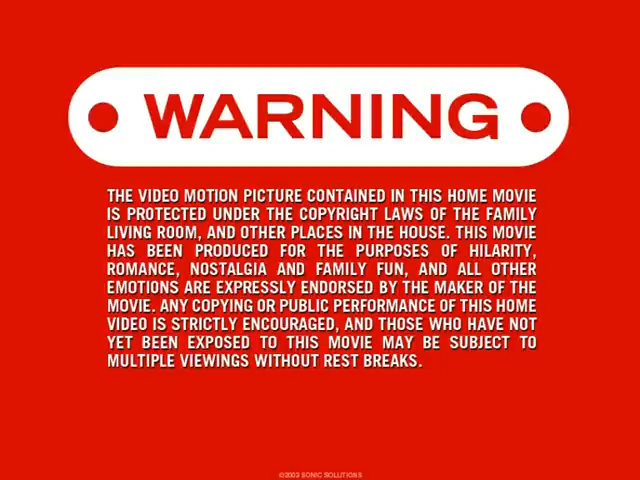 WARNING
THE VIDEO MOTION PICTURE CONTAINED IN THIS HOME MOVIE
IS PROTECTED UNDER THE COPYRIGHT LAWS OF THE FAMILY
LIVING ROOM, AND OTHER PLACES IN THE HOUSE. THIS MOVIE
HAS BEEN PRODUCED FOR THE PURPOSES OF HILARITY,
ROMANCE, NOSTALGIA AND FAMILY FUN, AND ALL OTHER
EMOTIONS ARE EXPRESSLY ENDORSED BY THE MAKER OF THE
MOVIE. ANY COPYING OR PUBLIC PERFORMANCE OF THIS HOME
VIDEO IS STRICTLY ENCOURAGED, AND THOSE WHO HAVE NOT
YET BEEN EXPOSED TO THIS MOVIE MAY BE SUBJECT TO
MULTIPLE VIEWINGS WITHOUT REST BREAKS.
©2003 SONIC SOLUTIONS